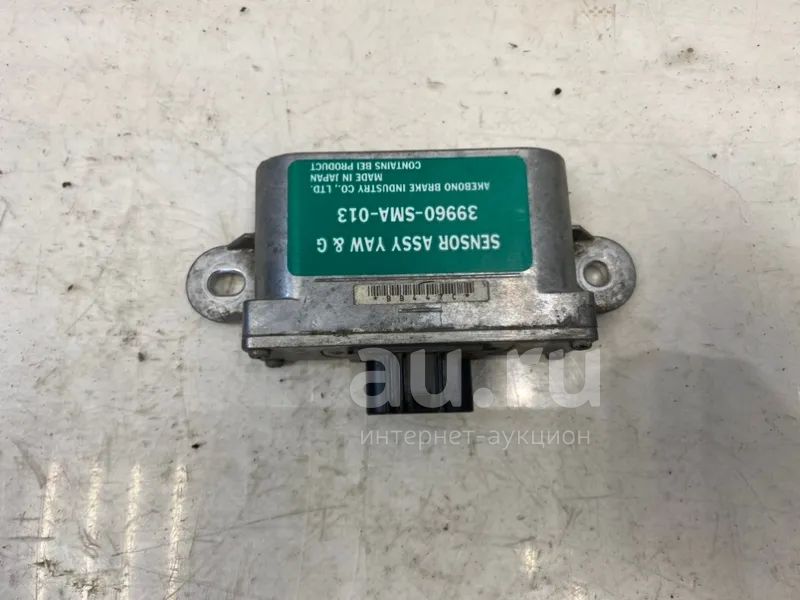 SENSOR ASSY YAW & G
39960-SMA-013
AKEBONO BRAKE INDUSTRY CO., LTD.
MADE IN JAPAN
CONTAINS BEI PRODUCT
au.ru
интернет-аукцион